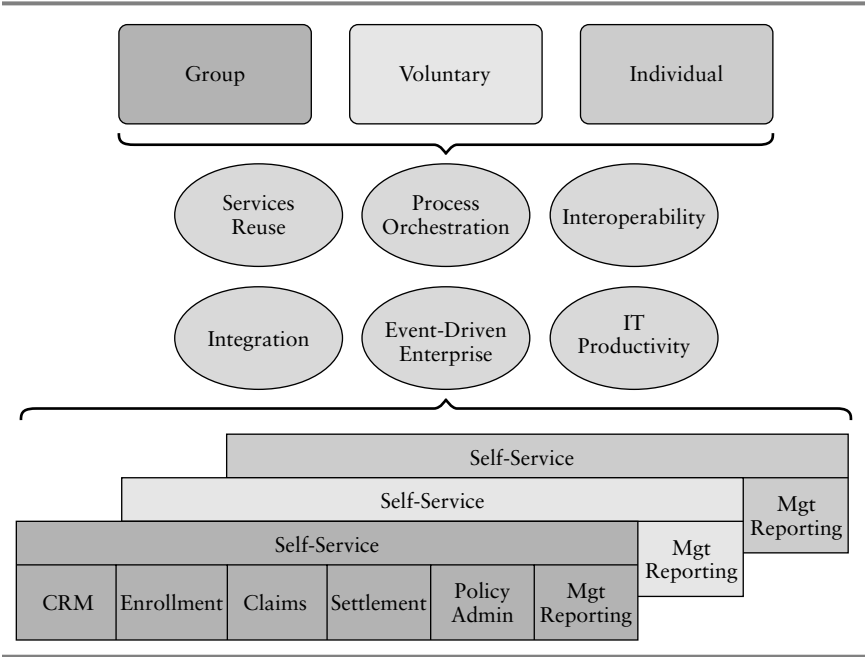 Group
Voluntary
Individual
Services
Reuse
Process
Orchestration
Interoperability
Integration
Event-Driven
Enterprise
IT
Productivity
Self-Service
Self-Service
Mgt
Reporting
Self-Service
Mgt
Reporting
CRM
Enrollment
Claims
Settlement
Policy
Admin
Mgt
Reporting